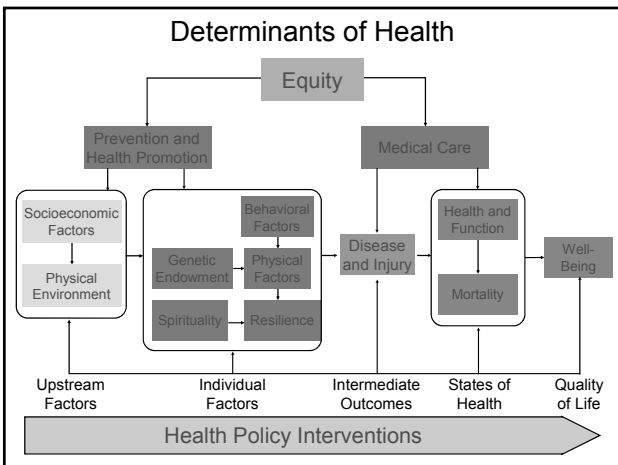 Determinants of Health
Equity
Prevention and
Health Promotion
Medical Care
Socioeconomic
Factors
Physical
Environment
Behavioral
Factors
Genetic
Endowment
Physical
Factors
Spirituality
Resilience
Disease
and Injury
Health and
Function
Mortality
Well-
Being
Upstream
Factors
Individual
Factors
Intermediate
Outcomes
States of
Health
Quality
of Life
Health Policy Interventions